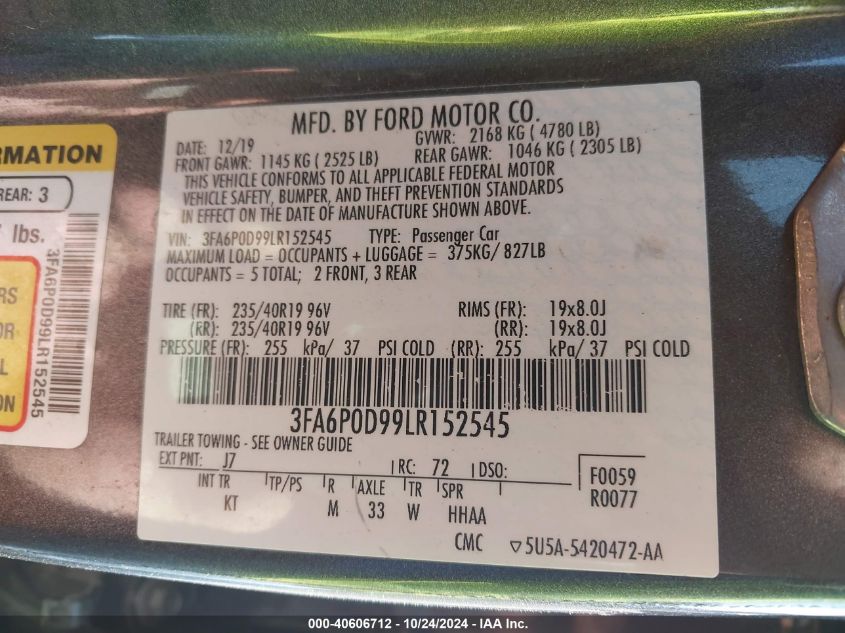 MFD. BY FORD MOTOR CO.
DATE: 12/19 GVWR: 2168 KG ( 4780 LB)
FRONT GAWR: 1145 KG ( 2525 LB) REAR GAWR: 1046 KG ( 2305 LB)
THIS VEHICLE CONFORMS TO ALL APPLICABLE FEDERAL MOTOR
VEHICLE SAFETY, BUMPER, AND THEFT PREVENTION STANDARDS
IN EFFECT ON THE DATE OF MANUFACTURE SHOWN ABOVE.
VIN: 3FA6P0D99LR152545 TYPE: Passenger Car
MAXIMUM LOAD = OCCUPANTS + LUGGAGE = 375KG/ 827LB
OCCUPANTS = 5 TOTAL; 2 FRONT, 3 REAR
TIRE (FR): 235/40R19 96V RIMS (FR): 19x8.0J
(RR): 235/40R19 96V (RR): 19x8.0J
PRESSURE (FR): 255 kPa/ 37 PSI COLD (RR): 255 kPa/ 37 PSI COLD
3FA6P0D99LR152545
TRAILER TOWING - SEE OWNER GUIDE
EXT PNT: J7 RC: 72 DSO: F0059
INT TR TP/PS R AXLE TR SPR R0077
KT M 33 W HHAA
CMC ▽5U5A-5420472-AA
RMATION
REAR: 3
lbs.
3FA6P0D99LR152545
RS
OR
L
ON
000-40606712 - 10/24/2024 - IAA Inc.